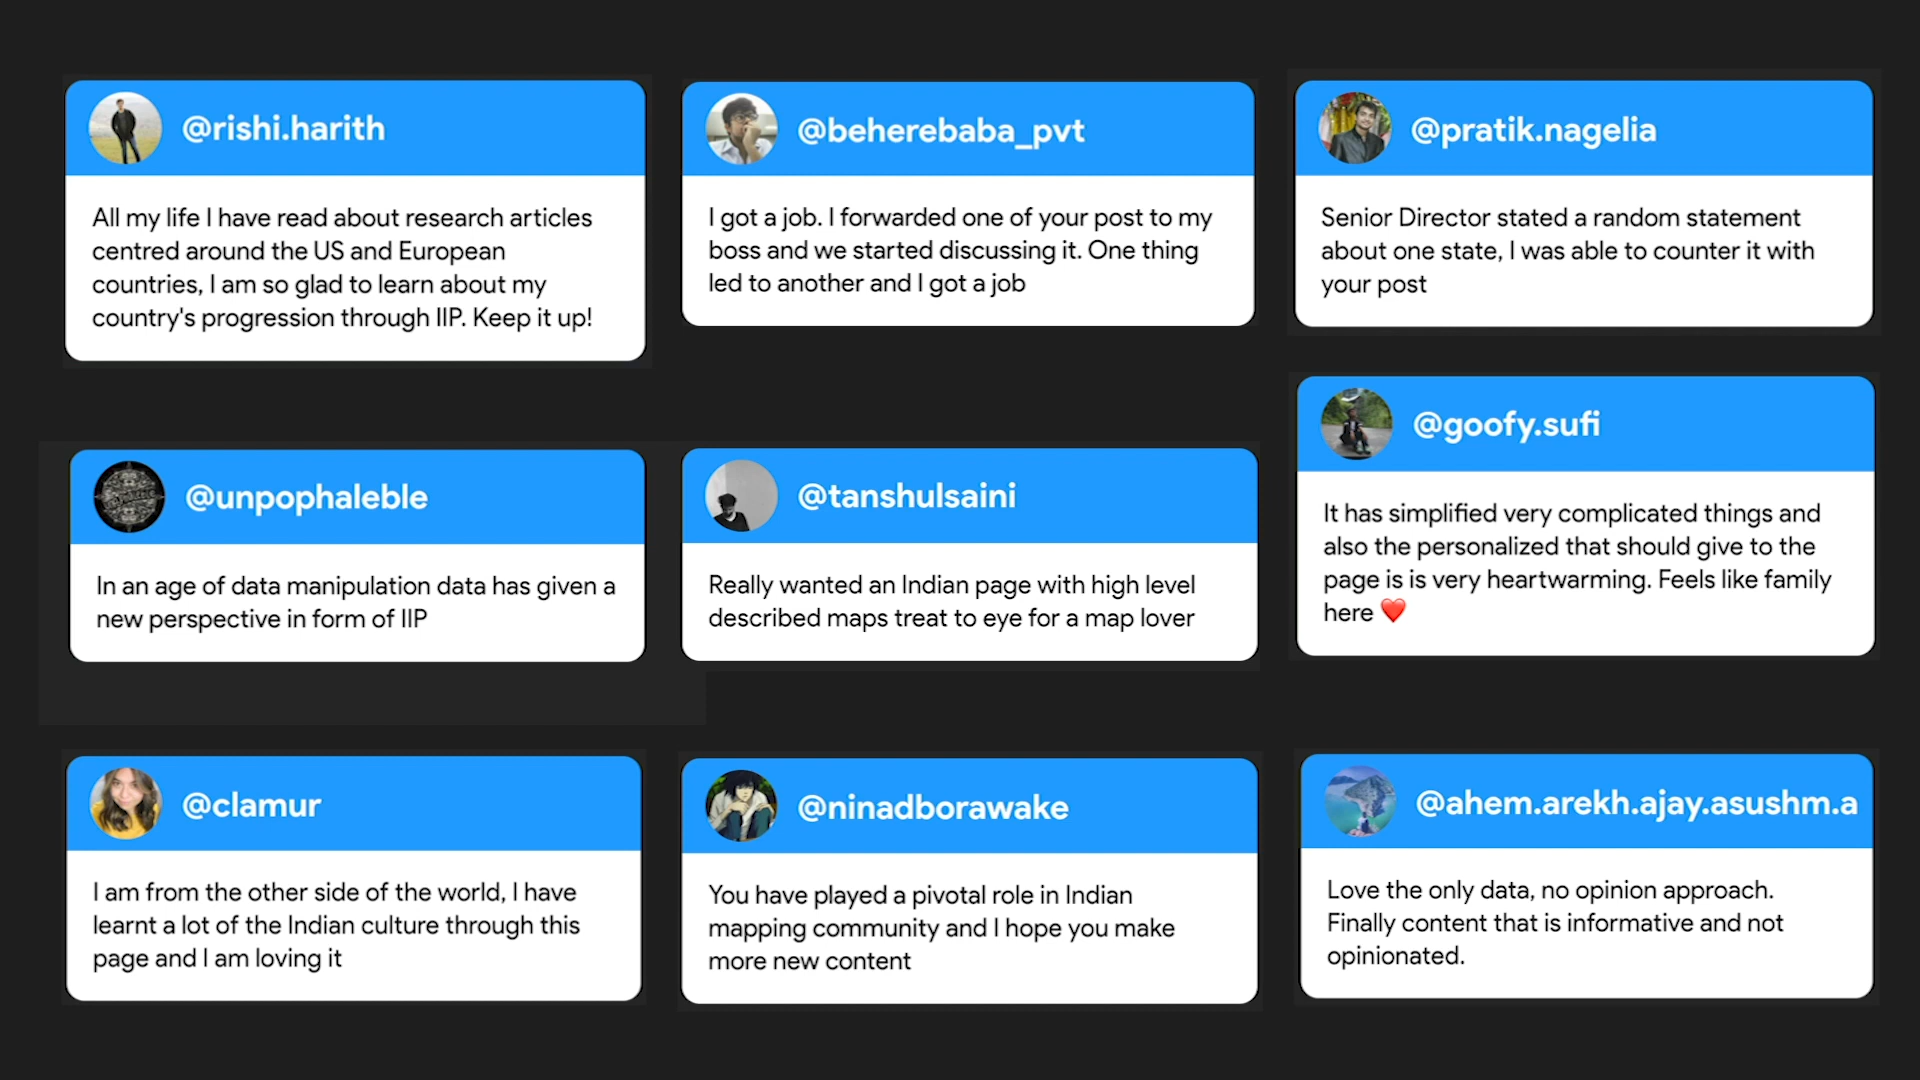 @rishi.harith
All my life I have read about research articles
centred around the US and European
countries, I am so glad to learn about my
country's progression through IIP. Keep it up!
@beherebaba_pvt
I got a job. I forwarded one of your post to my
boss and we started discussing it. One thing
led to another and I got a job
@pratik.nagelia
Senior Director stated a random statement
about one state, I was able to counter it with
your post
@unpophaleble
In an age of data manipulation data has given a
new perspective in form of IIP
@tanshulsaini
Really wanted an Indian page with high level
described maps treat to eye for a map lover
@goofy.sufi
It has simplified very complicated things and
also the personalized that should give to the
page is is very heartwarming. Feels like family
here ❤️
@clamur
I am from the other side of the world, I have
learnt a lot of the Indian culture through this
page and I am loving it
@ninadborawake
You have played a pivotal role in Indian
mapping community and I hope you make
more new content
@ahem.arekh.ajay.asushm.a
Love the only data, no opinion approach.
Finally content that is informative and not
opinionated.